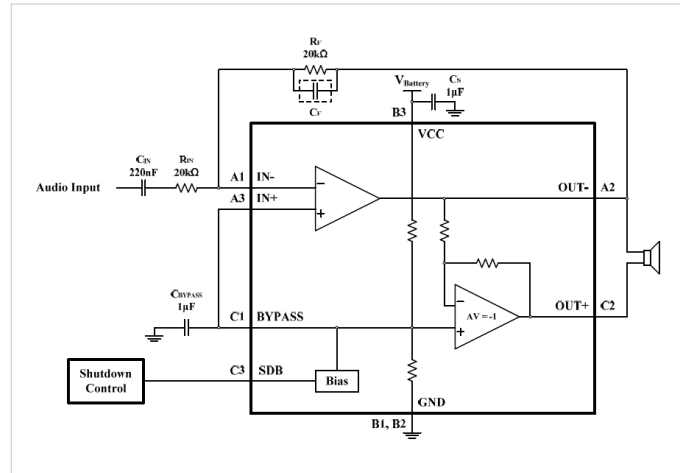 RF
20kΩ
VBattery
CS
1µF
CF
B3
VCC
CIN
220nF
RIN
20kΩ
Audio Input
A1
IN-
A3
IN+
OUT-
A2
CBYPASS
1µF
C1
BYPASS
AV = -1
OUT+
C2
Shutdown
Control
C3
SDB
Bias
GND
B1, B2
−
+
−
+